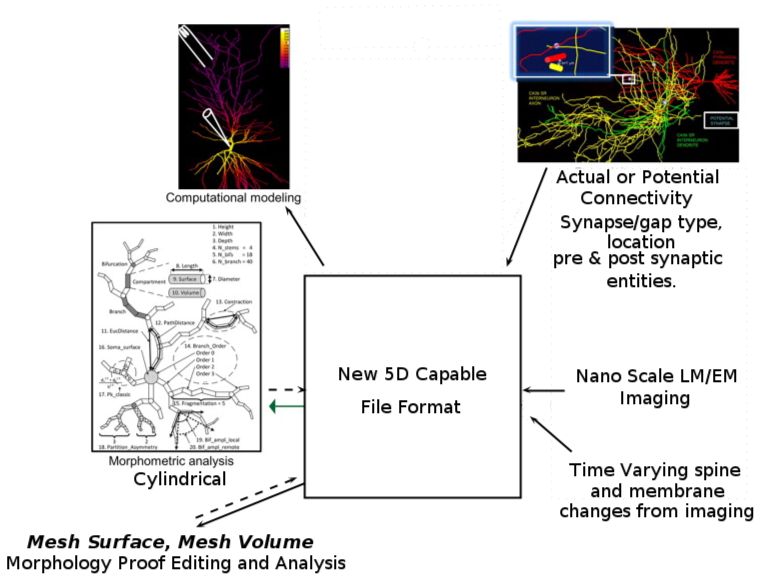 CA3c
PYRAMIDAL
DENDRITE
CA3b SR
INTERNEURON
AXON
POTENTIAL
SYNAPSE
CA3b SR
INTERNEURON
DENDRITE
Computational modeling
Actual or Potential
Connectivity
Synapse/gap type,
location
pre & post synaptic
entities.
1. Height
2. Width
3. Depth
4. N_stems = 4
5. N_bifs = 18
6. N_branch = 40
Bifurcation
8. Length
Compartment
9. Surface
7. Diameter
10. Volume
13. Contraction
Branch
12. PathDistance
11. EucDistance
16. Soma_surface
14. Branch_Order
Order 0
Order 1
Order 2
Order 3
17. Pk_classic
15. Fragmentation = 5
3
2
18. Partition_Asymmetry
19. Bif_ampl_local
20. Bif_ampl_remote
Morphometric analysis
Cylindrical
New 5D Capable
File Format
Nano Scale LM/EM
Imaging
Time Varying spine
and membrane
changes from imaging
Mesh Surface, Mesh Volume
Morphology Proof Editing and Analysis